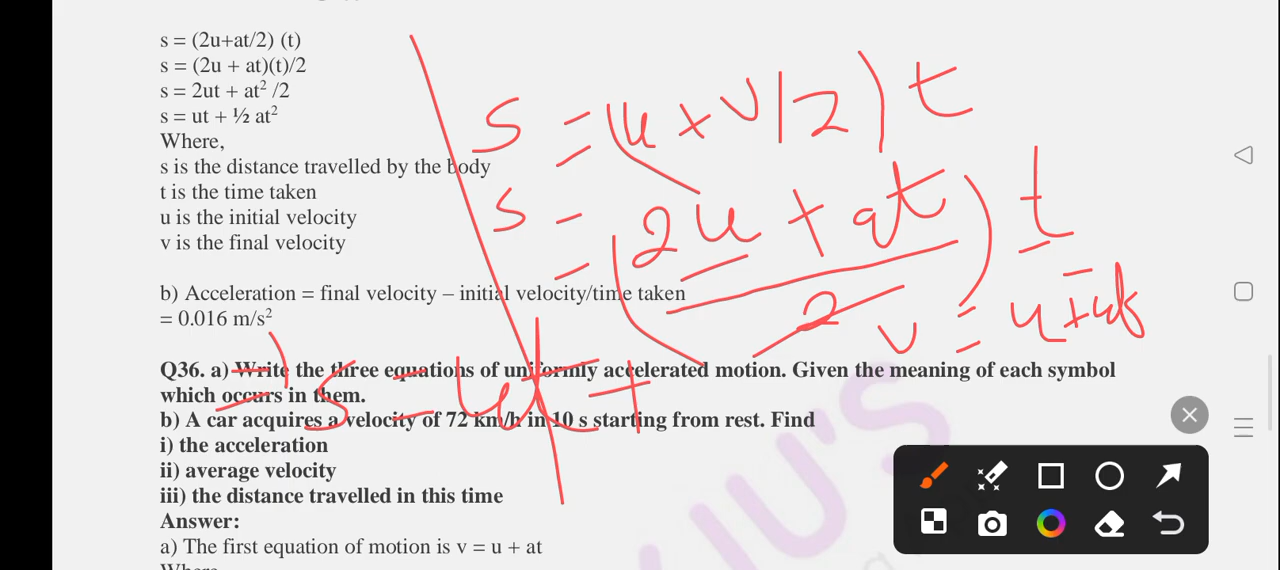 s = (2u+at/2) (t)
s = (2u + at)(t)/2
s = 2ut + at² /2
s = ut + ½ at²
Where,
s is the distance travelled by the body
t is the time taken
u is the initial velocity
v is the final velocity
s = (u + v/2) t
s = (2u + at) t
2
v = u + at
b) Acceleration = final velocity – initial velocity/time taken
= 0.016 m/s²
s = ut +
Q36. a) Write the three equations of uniformly accelerated motion. Given the meaning of each symbol
which occurs in them.
b) A car acquires a velocity of 72 km/h in 10 s starting from rest. Find
i) the acceleration
ii) average velocity
iii) the distance travelled in this time
Answer:
a) The first equation of motion is v = u + at
Where